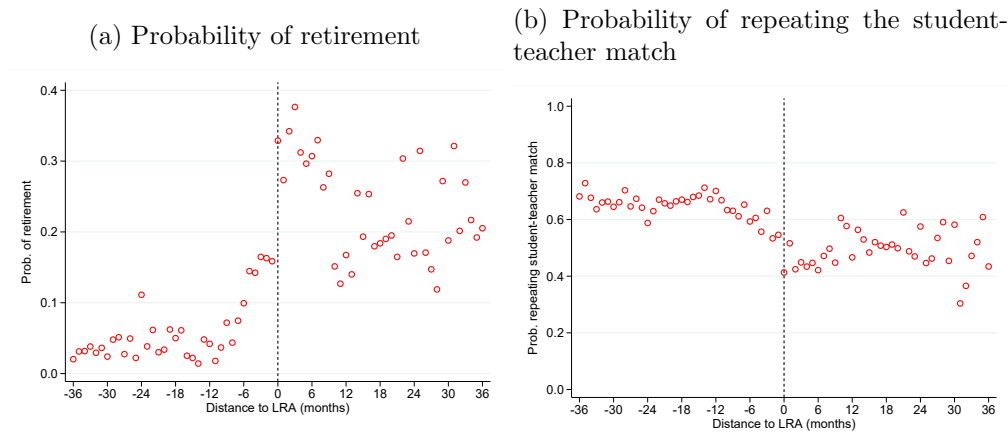 (a) Probability of retirement
0.4
0.3
0.2
0.1
0.0
Prob. of retirement
-36 -30 -24 -18 -12 -6 0 6 12 18 24 30 36
Distance to LRA (months)
(b) Probability of repeating the student-
teacher match
1.0
0.8
0.6
0.4
0.2
0.0
Prob. repeating student-teacher match
-36 -30 -24 -18 -12 -6 0 6 12 18 24 30 36
Distance to LRA (months)